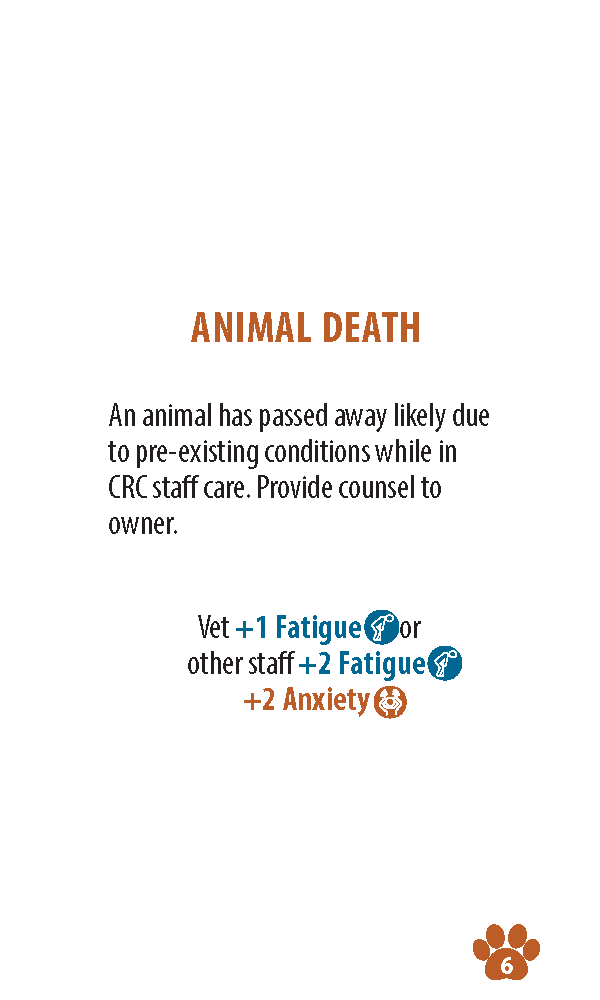 ANIMAL DEATH
An animal has passed away likely due
to pre-existing conditions while in
CRC staff care. Provide counsel to
owner.
Vet +1 Fatigue or
other staff +2 Fatigue
+2 Anxiety
6